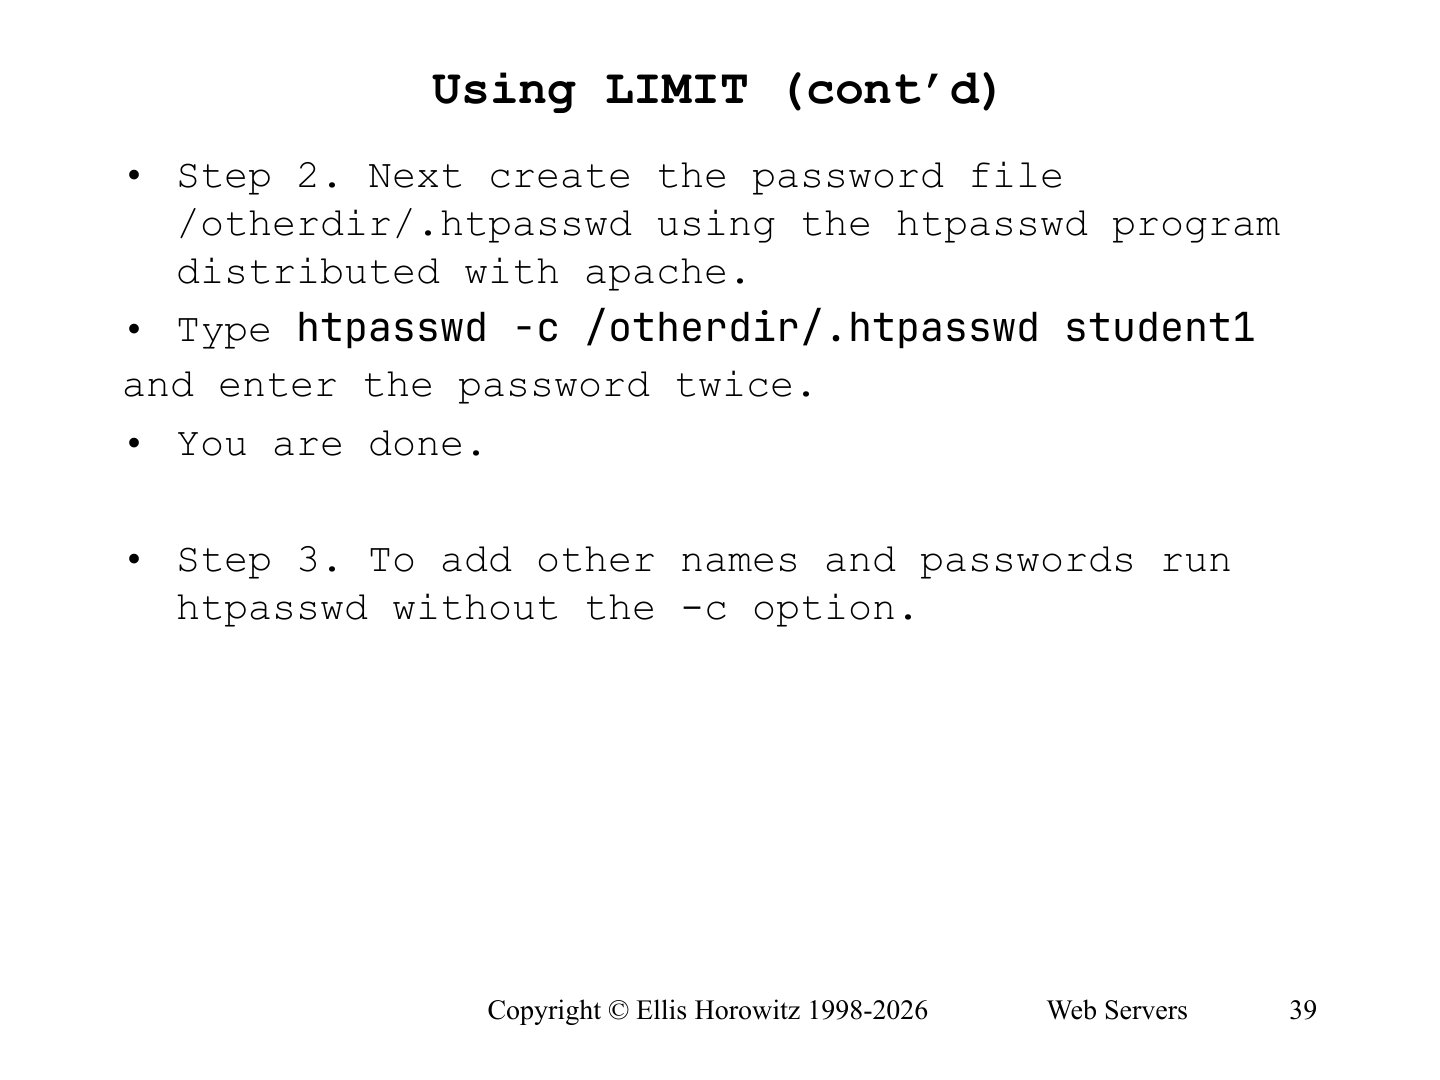 Using LIMIT (cont’d)
• Step 2. Next create the password file
/otherdir/.htpasswd using the htpasswd program
distributed with apache.
• Type htpasswd -c /otherdir/.htpasswd student1
and enter the password twice.
• You are done.
• Step 3. To add other names and passwords run
htpasswd without the -c option.
Copyright © Ellis Horowitz 1998-2026 Web Servers 39